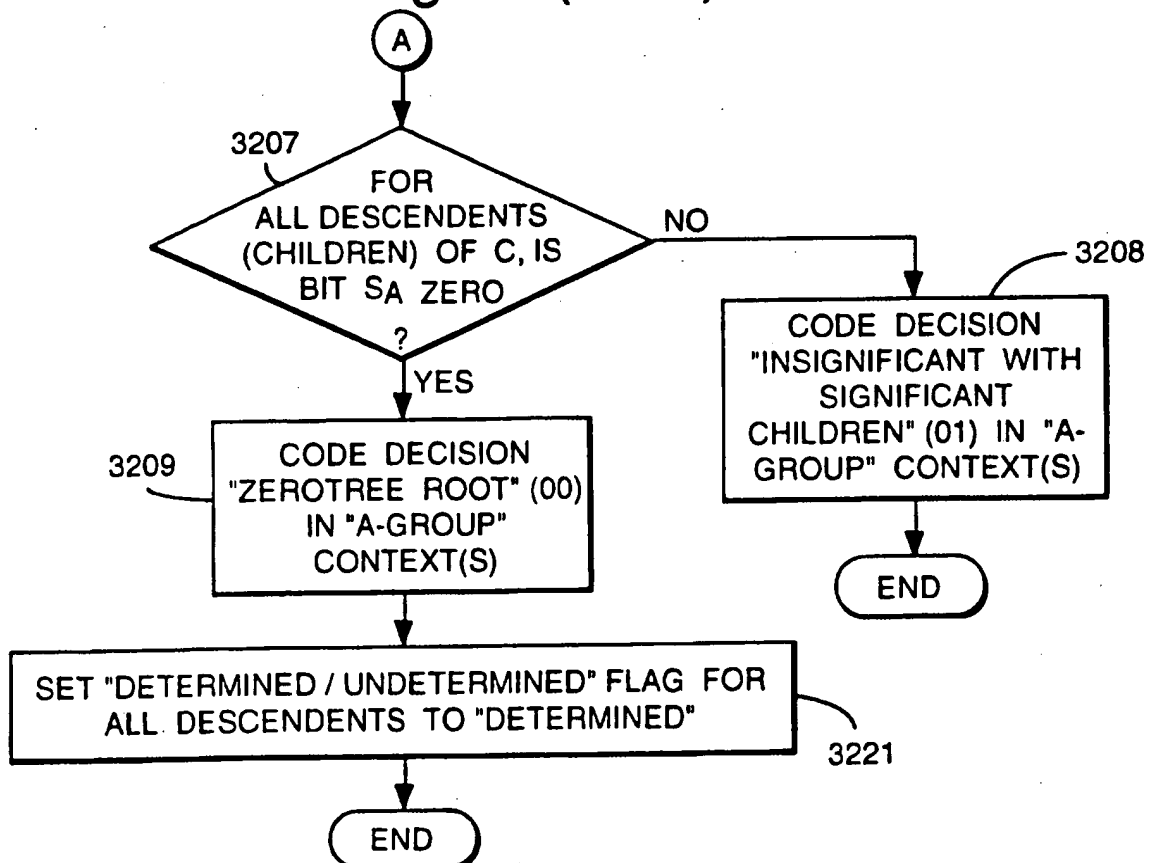 A
3207
FOR
ALL DESCENDENTS
(CHILDREN) OF C, IS
BIT SA ZERO
?
NO
YES
3208
CODE DECISION
"INSIGNIFICANT WITH
SIGNIFICANT
CHILDREN" (01) IN "A-
GROUP" CONTEXT(S)
END
3209
CODE DECISION
"ZEROTREE ROOT" (00)
IN "A-GROUP"
CONTEXT(S)
SET "DETERMINED / UNDETERMINED" FLAG FOR
ALL DESCENDENTS TO "DETERMINED"
3221
END